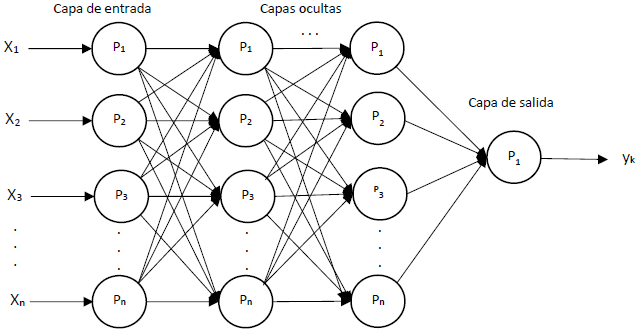 Capa de entrada
Capas ocultas
. . .
X1 P1 P1 P1
Capa de salida
X2 P2 P2 P2
P1 yk
X3 P3 P3 P3
Xn Pn Pn Pn